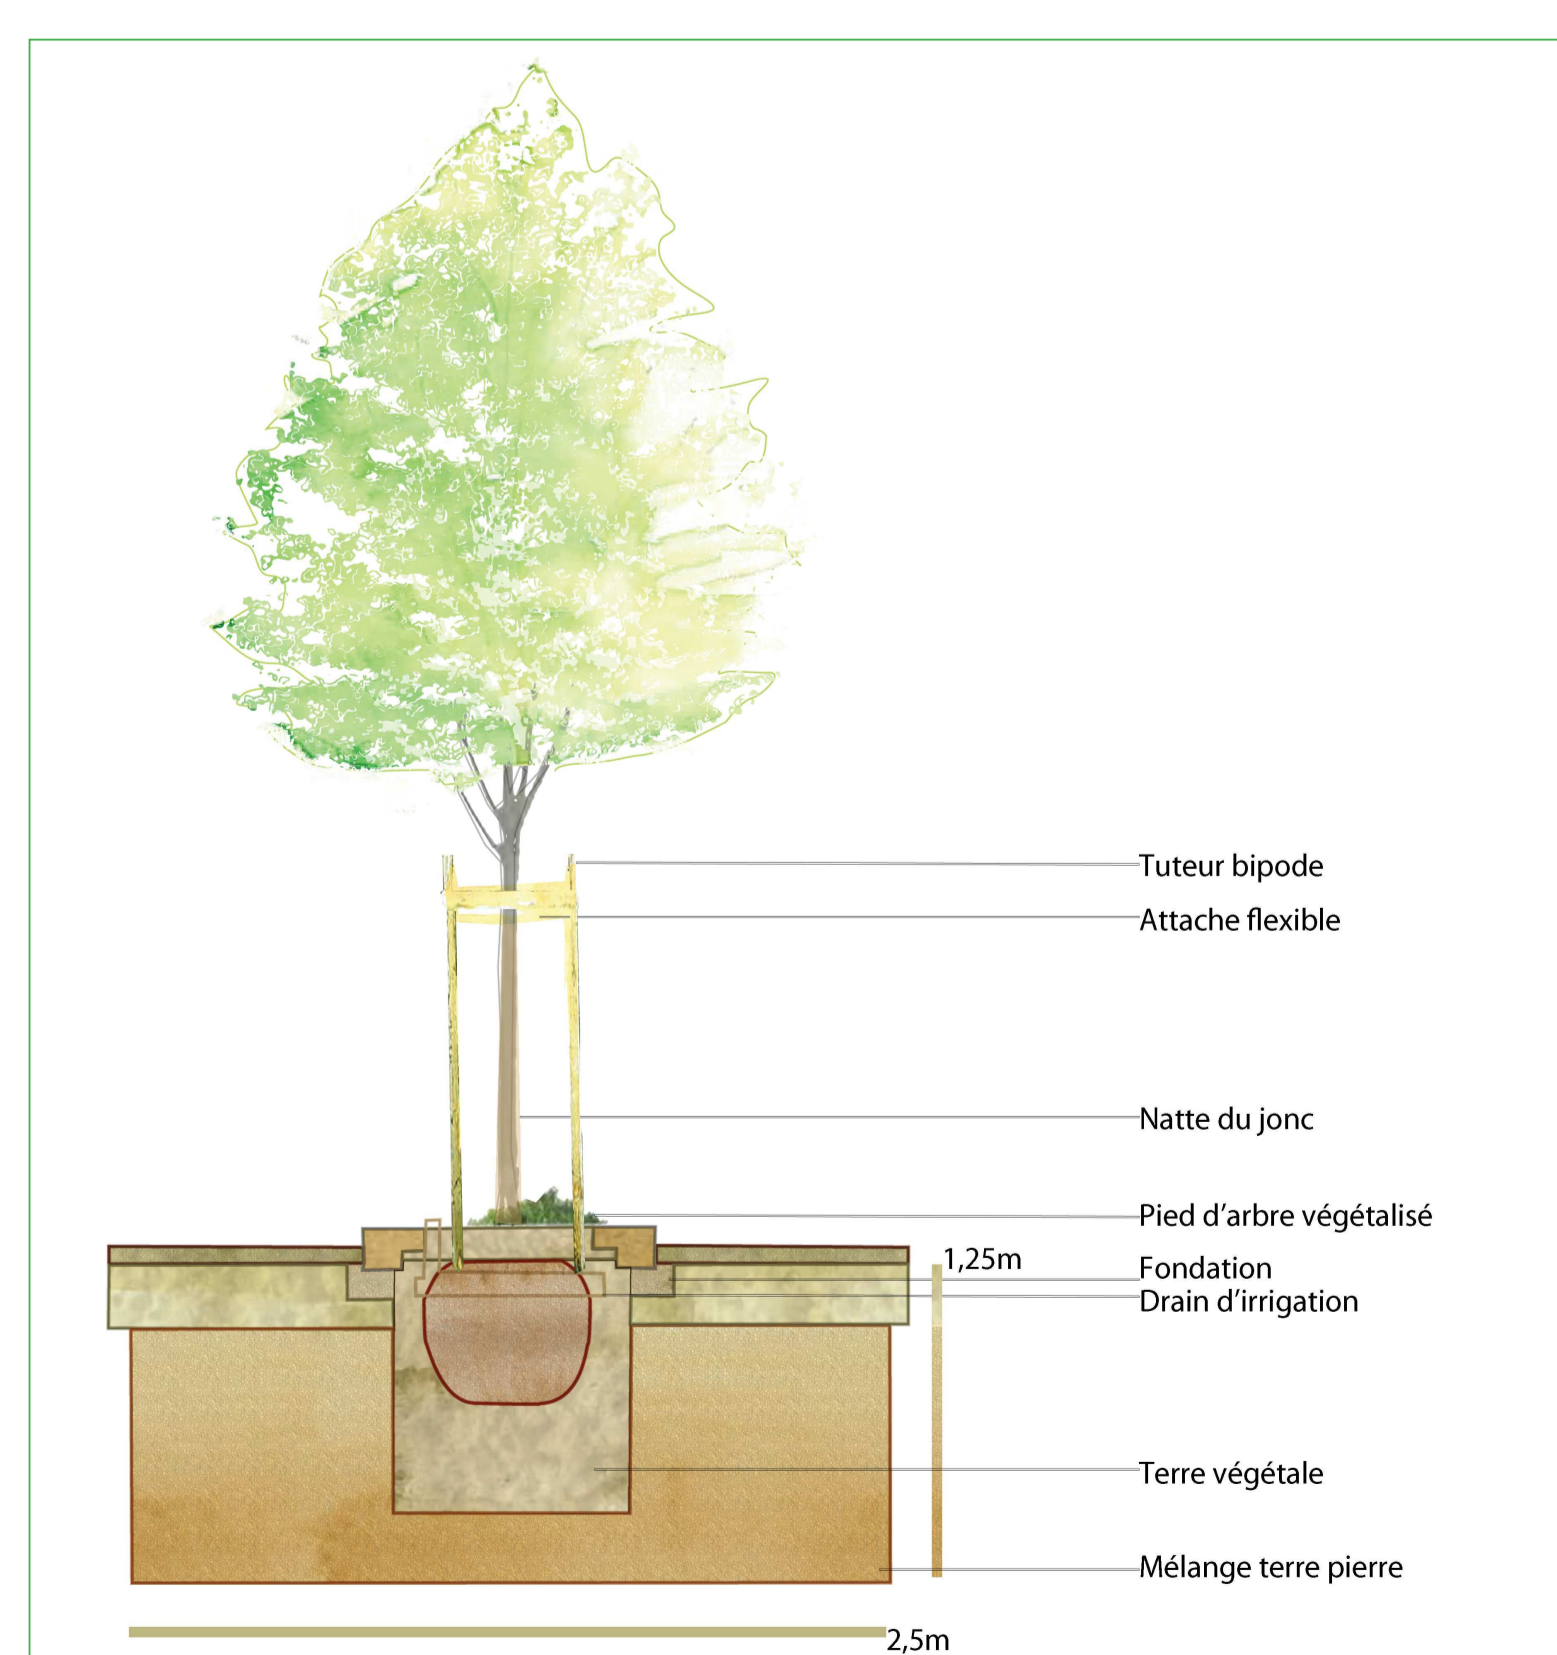 Tuteur bipode
Attache flexible
Natte du jonc
Pied d’arbre végétalisé
1,25m
Fondation
Drain d’irrigation
Terre végétale
Mélange terre pierre
2,5m